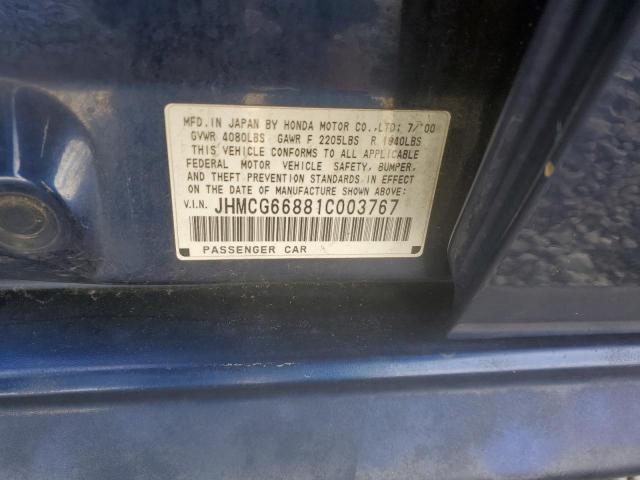 MFD.IN JAPAN BY HONDA MOTOR CO.,LTD: 7/'00
GVWR 4080LBS GAWR F 2205LBS R 1940LBS
THIS VEHICLE CONFORMS TO ALL APPLICABLE
FEDERAL MOTOR VEHICLE SAFETY, BUMPER,
AND THEFT PREVENTION STANDARDS IN EFFECT
ON THE DATE OF MANUFACTURE SHOWN ABOVE:
V.I.N. JHMCG66881C003767
PASSENGER CAR